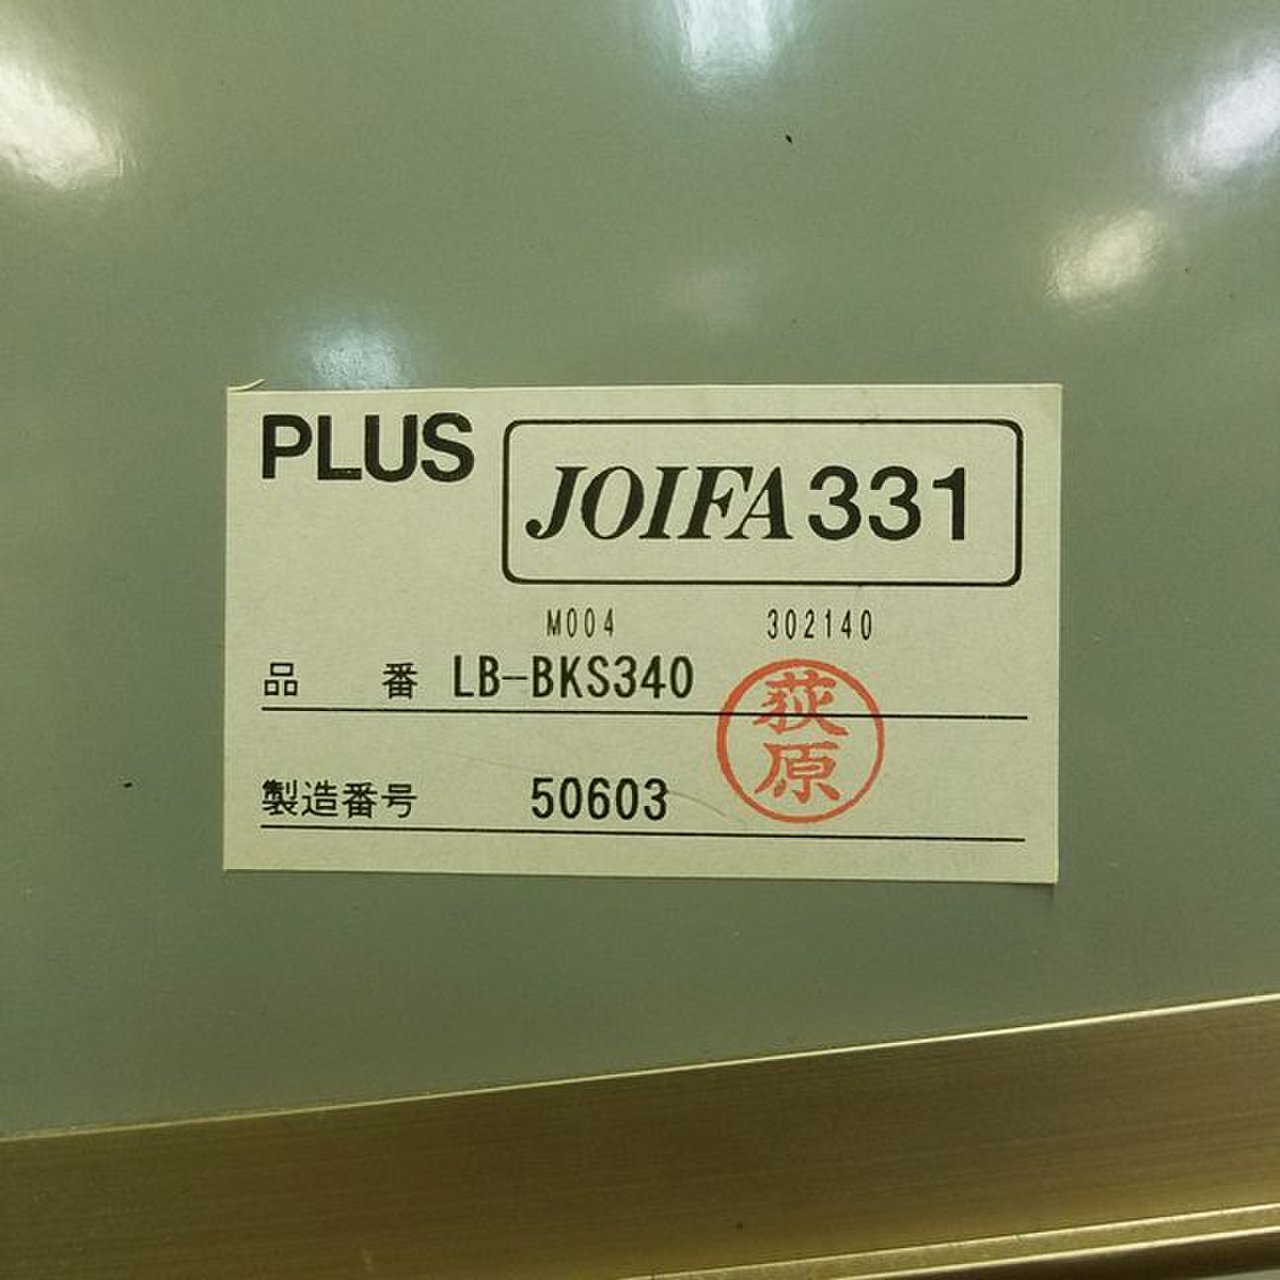 PLUS
JOIFA 331
M004 302140
品番 LB-BKS340
荻原
製造番号 50603